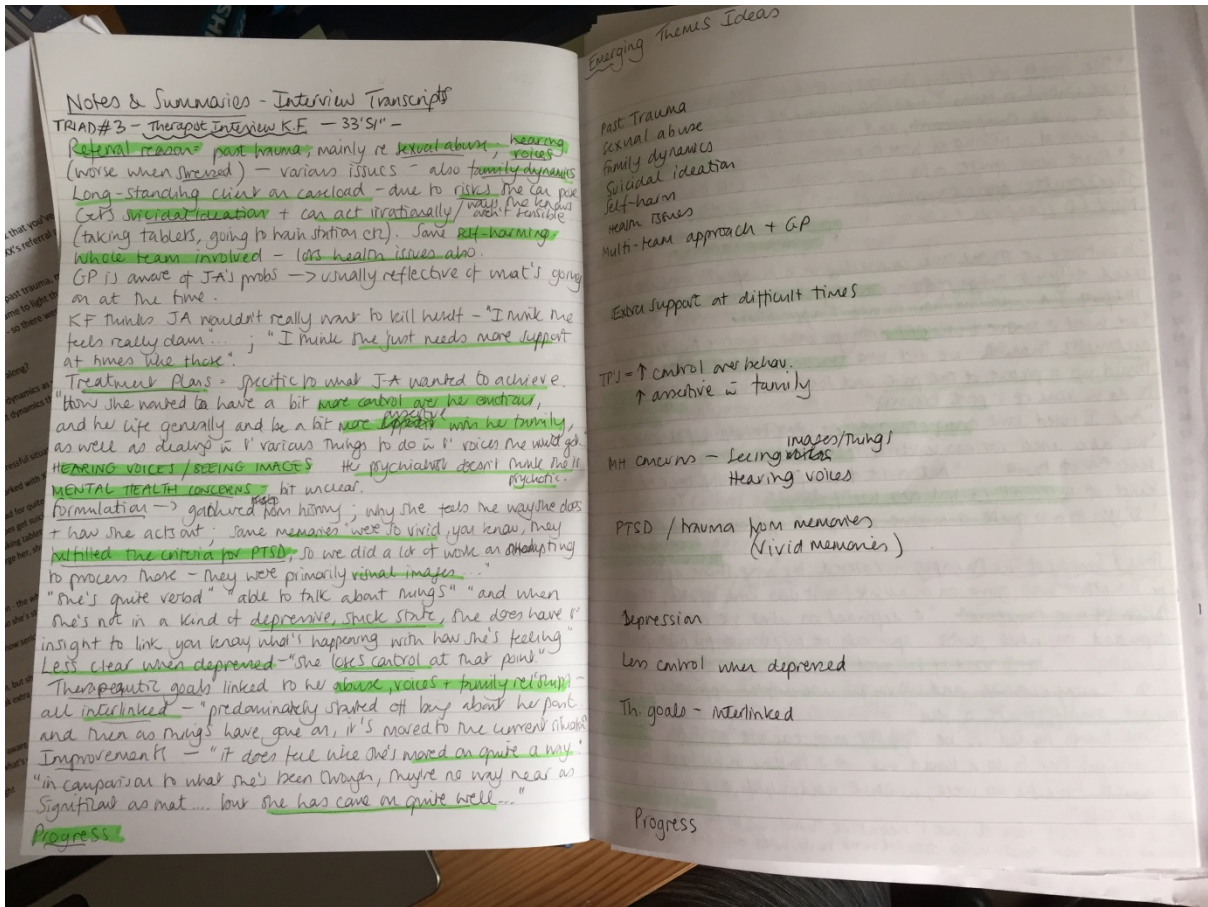 Notes & Summaries - Interview Transcripts
TRIAD #3 - Therapist Interview K.F - 33'51" -
Referral reason = past trauma, mainly re sexual abuse, hearing voices
(worse when stressed) - various issues - also family dynamics
Long-standing client on caseload - due to risks she can pose
Gets suicidal ideation + can act irrationally/ ways she knows aren't sensible
(taking tablets, going to train station etc). Some self-harming.
Whole team involved - lots health issues also.
GP is aware of J-A's probs → usually reflective of what's going
on at the time.
KF thinks JA wouldn't really want to kill herself - "I think she
feels really down"... ; "I think she just needs more support
at times like those".
Treatment Plans = specific to what J-A wanted to achieve.
"How she wanted to have a bit more control over her emotions,
and her life generally and be a bit more assertive with her family,
as well as dealing w various things to do w voices she would get"
HEARING VOICES / SEEING IMAGES Her psychiatrist doesn't think she is psychotic.
MENTAL HEALTH CONCERNS - bit unclear.
Formulation → gathered from history ; why she feels the way she does
+ how she acts out ; some memories "were so vivid, you know, they
fulfilled the criteria for PTSD, so we did a lot of work on attempting
to process those - they were primarily visual images..."
"She's quite verbal" "able to talk about things" "and when
she's not in a kind of depressive, stuck state, she does have
insight to link, you know, what's happening with how she's feeling"
Less clear when depressed - "she loses control at that point."
Therapeutic goals linked to her abuse, voices + family rel'ships -
all interlinked - "predominately started off being about her past
and then as things have gone on, it's moved to the current situation"
Improvement - "it does feel like she's moved on quite a way."
"in comparison to what she's been through, they're no way near as
significant as that.... but she has come on quite well..."
Progress
Emerging Themes Ideas
Past Trauma
Sexual abuse
Family dynamics
Suicidal ideation
Self-harm
Health Issues
Multi-team approach + GP
Extra support at difficult times
TP's = ↑ control over behav.
↑ assertive w family
MH concerns - Seeing images/things
Hearing voices
PTSD / trauma from memories
(vivid memories)
Depression
Less control when depressed
Th. goals - interlinked
Progress